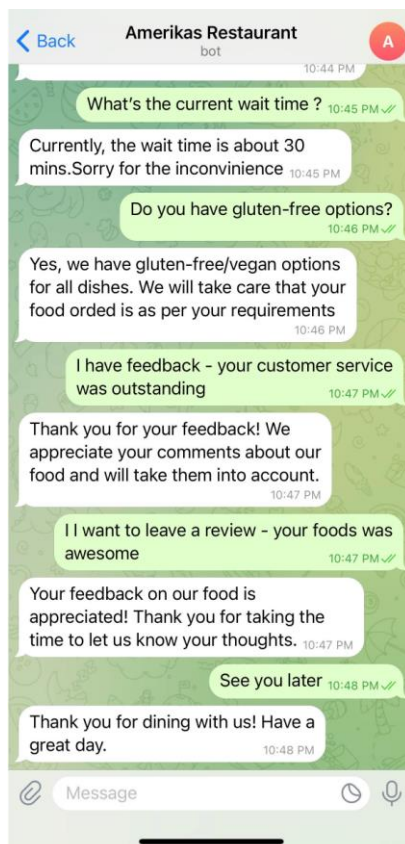 Back
Amerikas Restaurant
A
bot
10:44 PM
What's the current wait time ? 10:45 PM
Currently, the wait time is about 30
mins.Sorry for the inconvinience 10:45 PM
Do you have gluten-free options?
10:46 PM
Yes, we have gluten-free/vegan options
for all dishes. We will take care that your
food orded is as per your requirements
10:46 PM
I have feedback - your customer service
was outstanding 10:47 PM
Thank you for your feedback! We
appreciate your comments about our
food and will take them into account.
10:47 PM
I I want to leave a review - your foods was
awesome 10:47 PM
Your feedback on our food is
appreciated! Thank you for taking the
time to let us know your thoughts. 10:47 PM
See you later 10:48 PM
Thank you for dining with us! Have a
great day. 10:48 PM
Message